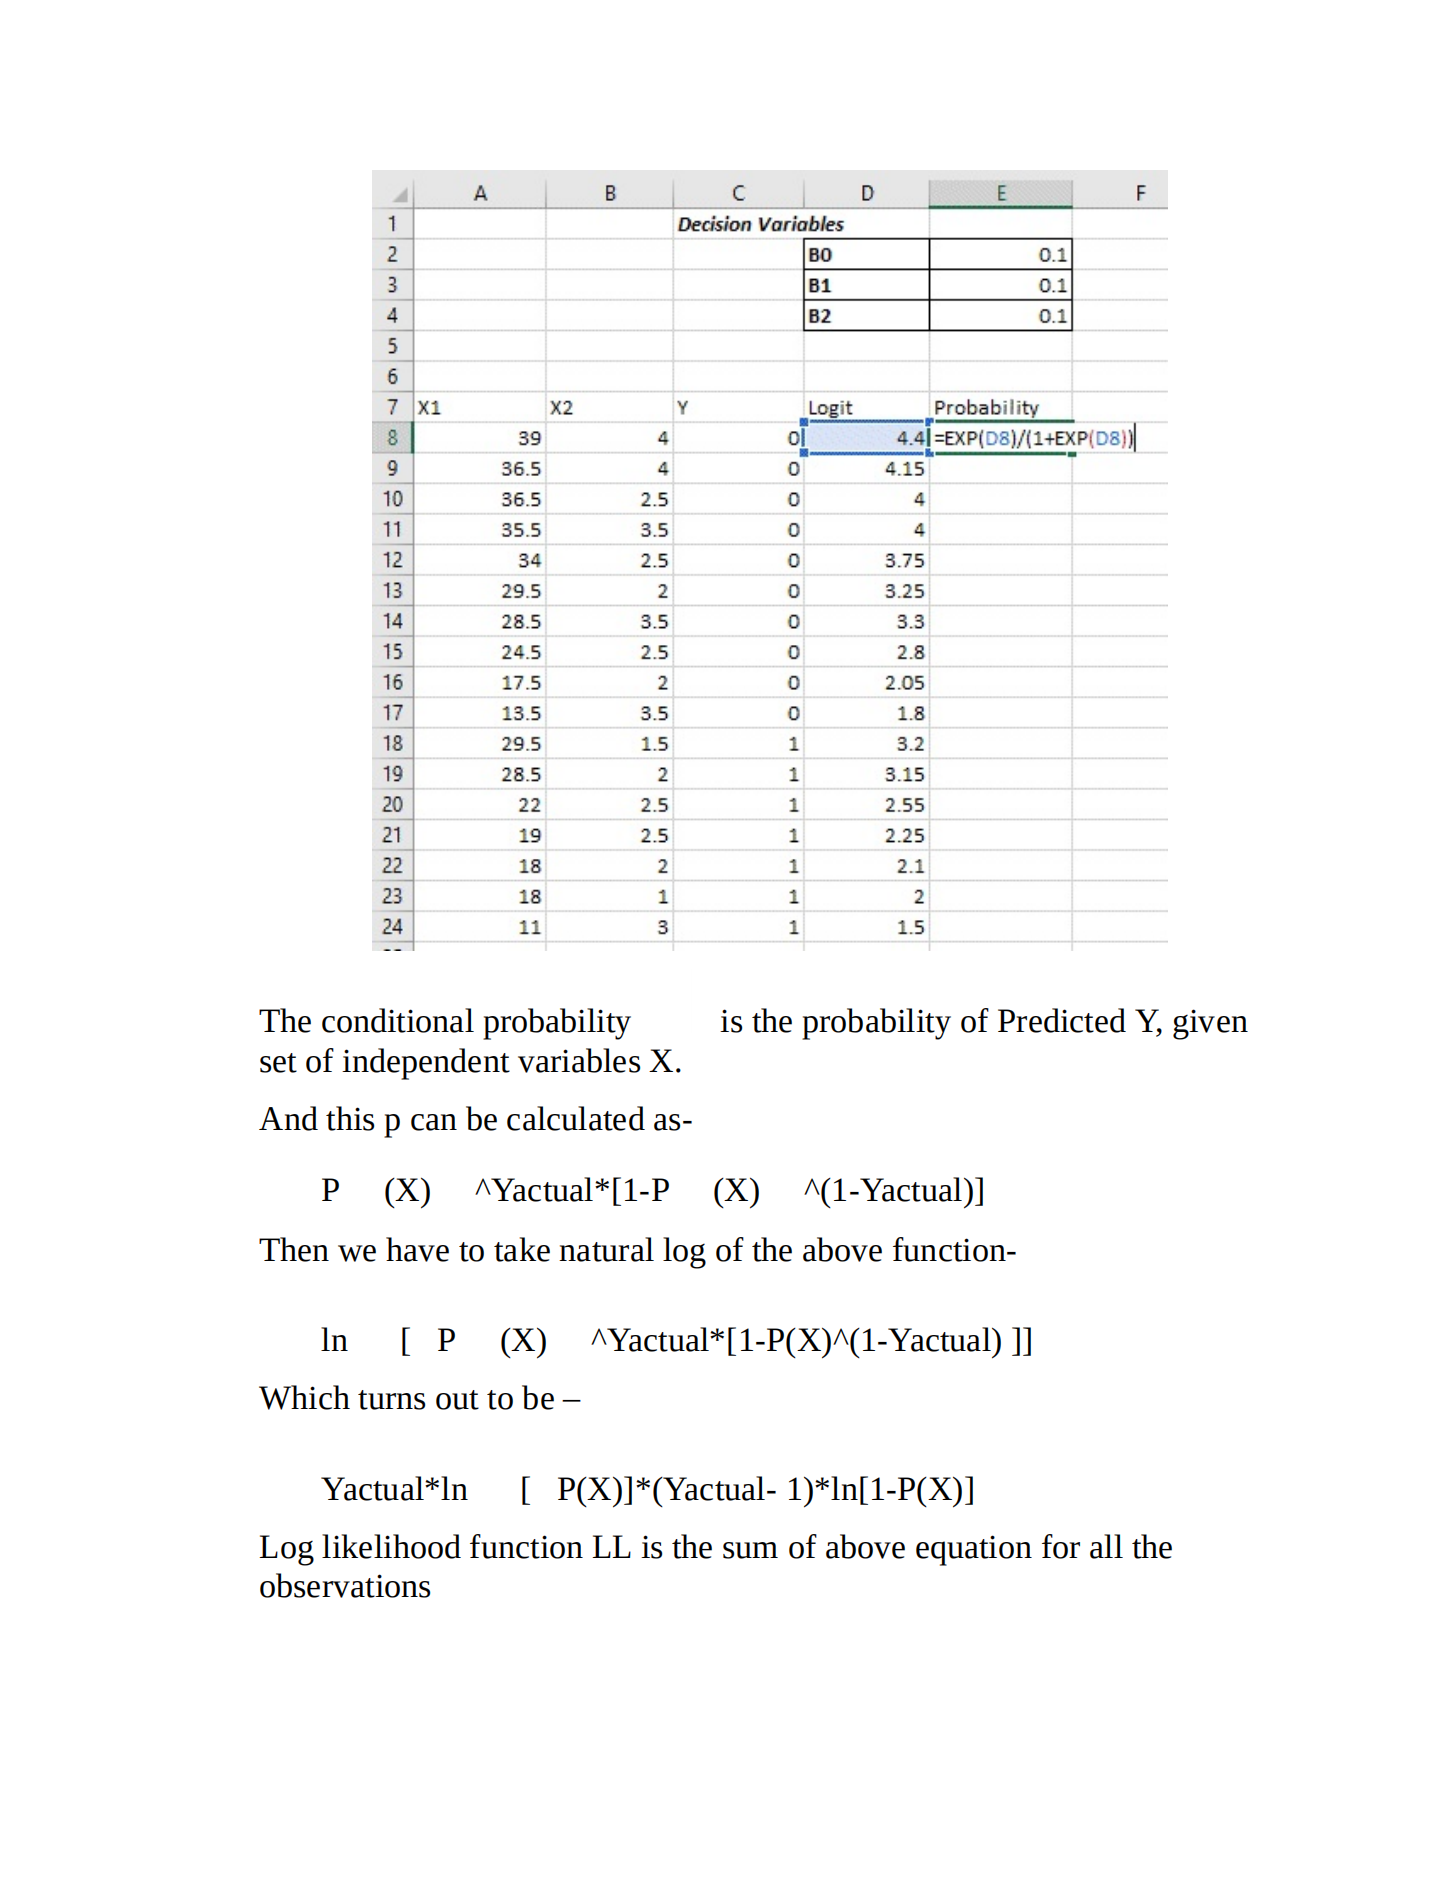 A B C D E F
1 Decision Variables
2 B0 0.1
3 B1 0.1
4 B2 0.1
5
6
7 X1 X2 Y Logit Probability
8 39 4 0 4.4 =EXP(D8)/(1+EXP(D8))
9 36.5 4 0 4.15
10 36.5 2.5 0 4
11 35.5 3.5 0 4
12 34 2.5 0 3.75
13 29.5 2 0 3.25
14 28.5 3.5 0 3.3
15 24.5 2.5 0 2.8
16 17.5 2 0 2.05
17 13.5 3.5 0 1.8
18 29.5 1.5 1 3.2
19 28.5 2 1 3.15
20 22 2.5 1 2.55
21 19 2.5 1 2.25
22 18 2 1 2.1
23 18 1 1 2
24 11 3 1 1.5
The conditional probability is the probability of Predicted Y, given
set of independent variables X.
And this p can be calculated as-
P (X) ^Yactual*[1-P (X) ^(1-Yactual)]
Then we have to take natural log of the above function-
ln [ P (X) ^Yactual*[1-P(X)^(1-Yactual) ]]
Which turns out to be –
Yactual*ln [ P(X)]*(Yactual- 1)*ln[1-P(X)]
Log likelihood function LL is the sum of above equation for all the
observations